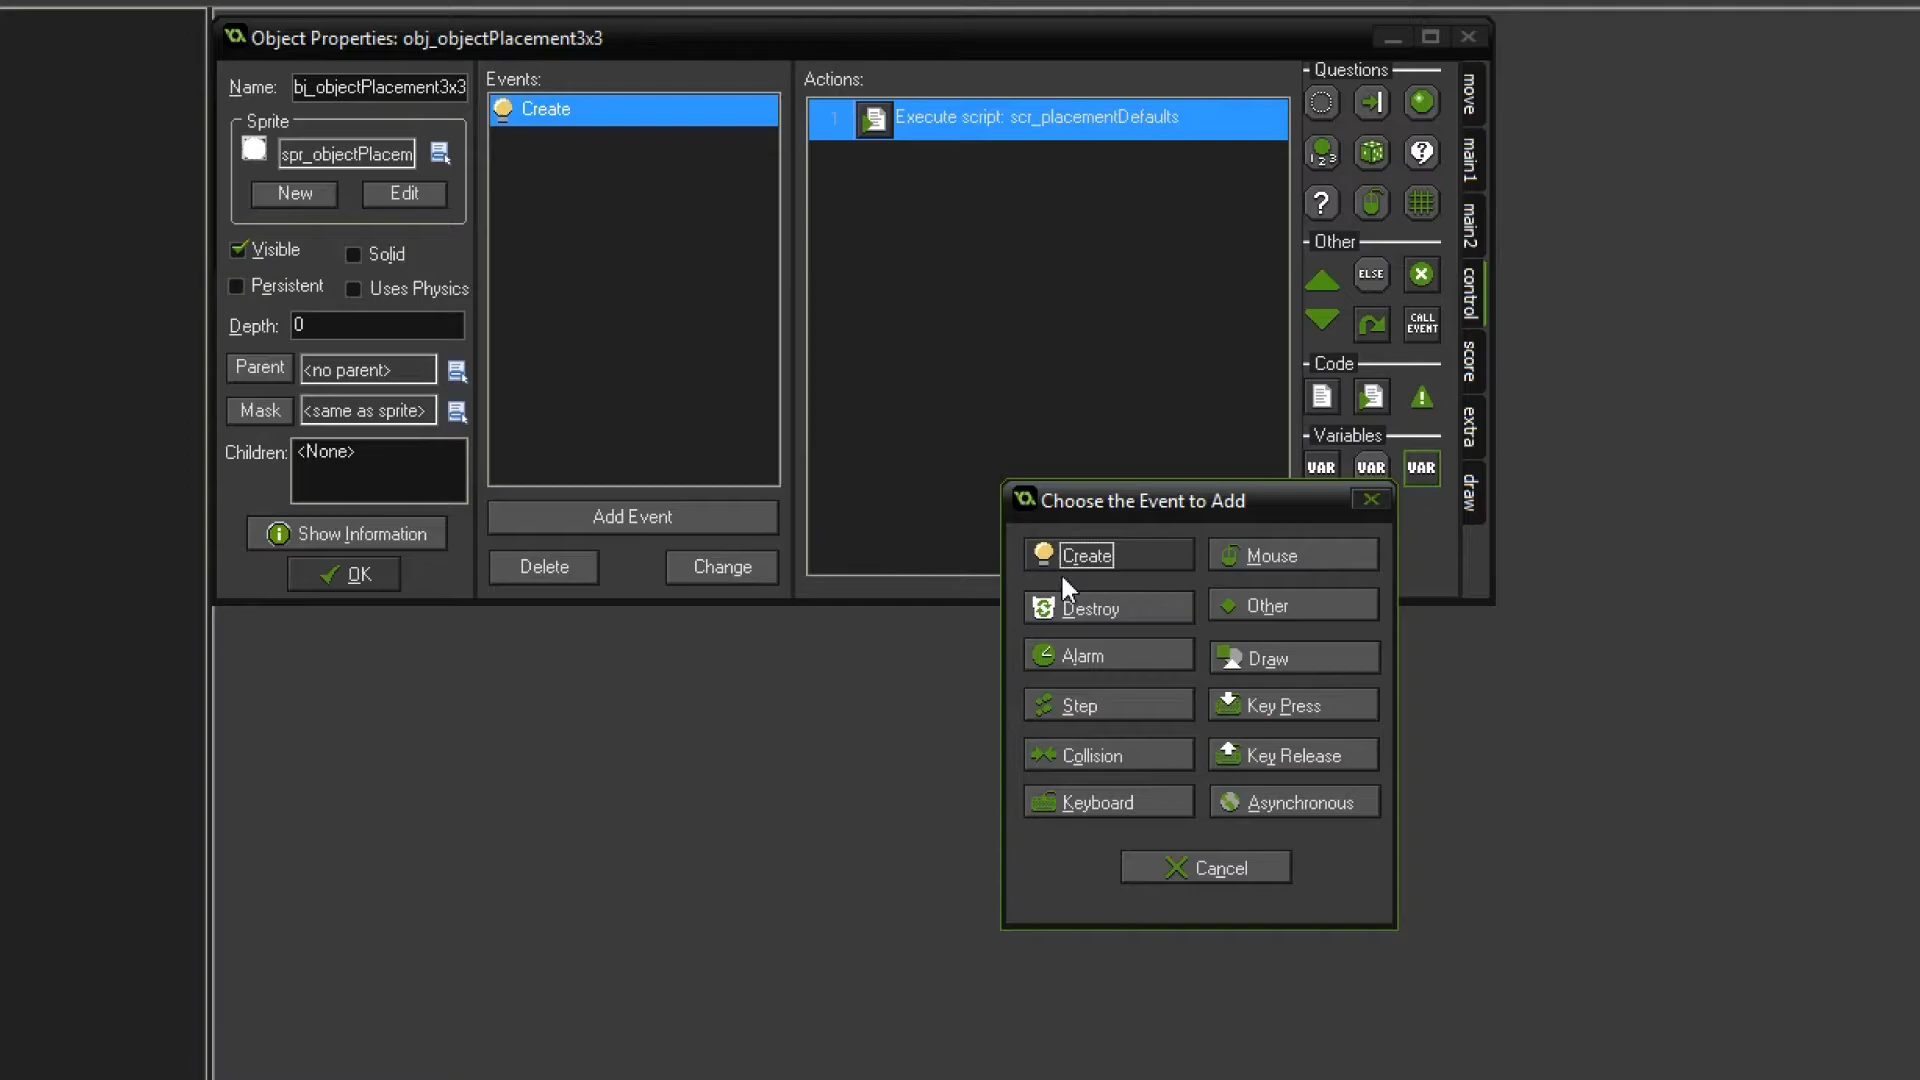 Object Properties: obj_objectPlacement3x3
Name: bj_objectPlacement3x3
Sprite
spr_objectPlacem
New Edit
Visible Solid
Persistent Uses Physics
Depth: 0
Parent <no parent>
Mask <same as sprite>
Children: <None>
Show Information
OK
Events:
Create
Add Event
Delete Change
Actions:
1 Execute script: scr_placementDefaults
Questions
1 2 3
?
?
Other
ELSE
CALL EVENT
Code
Variables
VAR VAR VAR
move
main1
main2
control
score
extra
draw
Choose the Event to Add
Create Mouse
Destroy Other
Alarm Draw
Step Key Press
Collision Key Release
Keyboard Asynchronous
Cancel